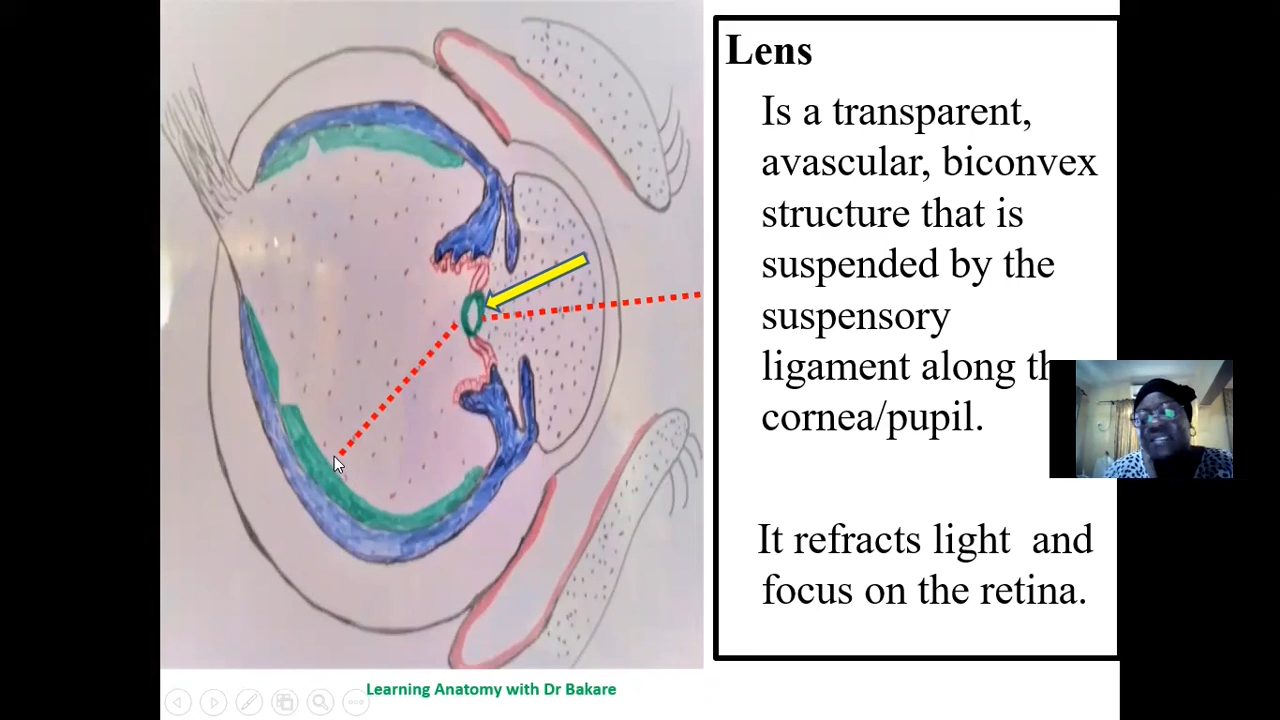 Lens
Is a transparent,
avascular, biconvex
structure that is
suspended by the
suspensory
ligament along
cornea/pupil.
It refracts light and
focus on the retina.
Learning Anatomy with Dr Bakare